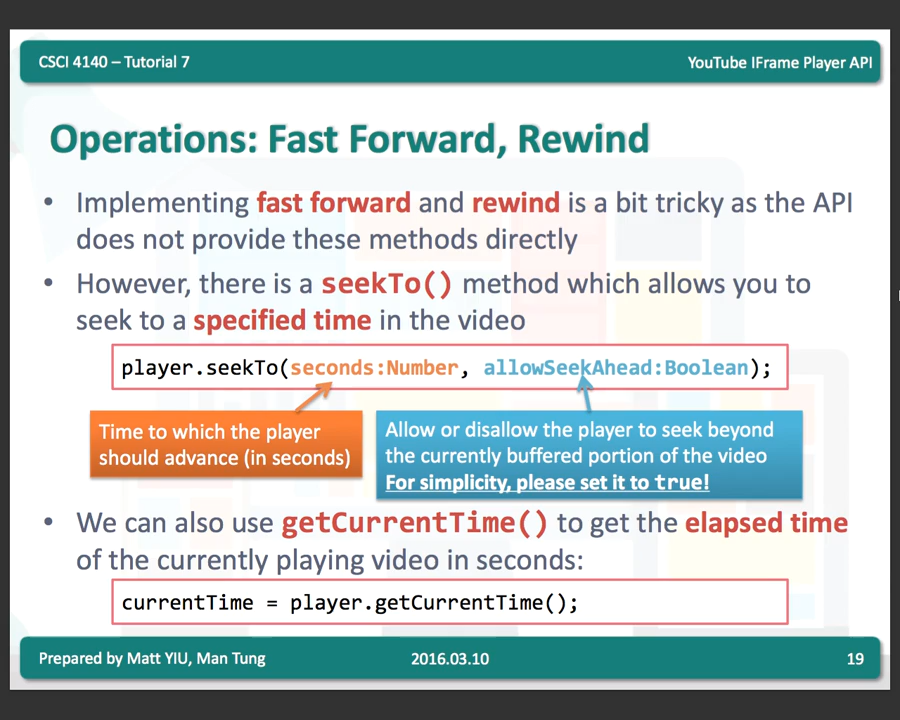 CSCI 4140 – Tutorial 7
YouTube IFrame Player API
Operations: Fast Forward, Rewind
• Implementing fast forward and rewind is a bit tricky as the API
does not provide these methods directly
• However, there is a seekTo() method which allows you to
seek to a specified time in the video
player.seekTo(seconds:Number, allowSeekAhead:Boolean);
Time to which the player
should advance (in seconds)
Allow or disallow the player to seek beyond
the currently buffered portion of the video
For simplicity, please set it to true!
• We can also use getCurrentTime() to get the elapsed time
of the currently playing video in seconds:
currentTime = player.getCurrentTime();
Prepared by Matt YIU, Man Tung
2016.03.10
19